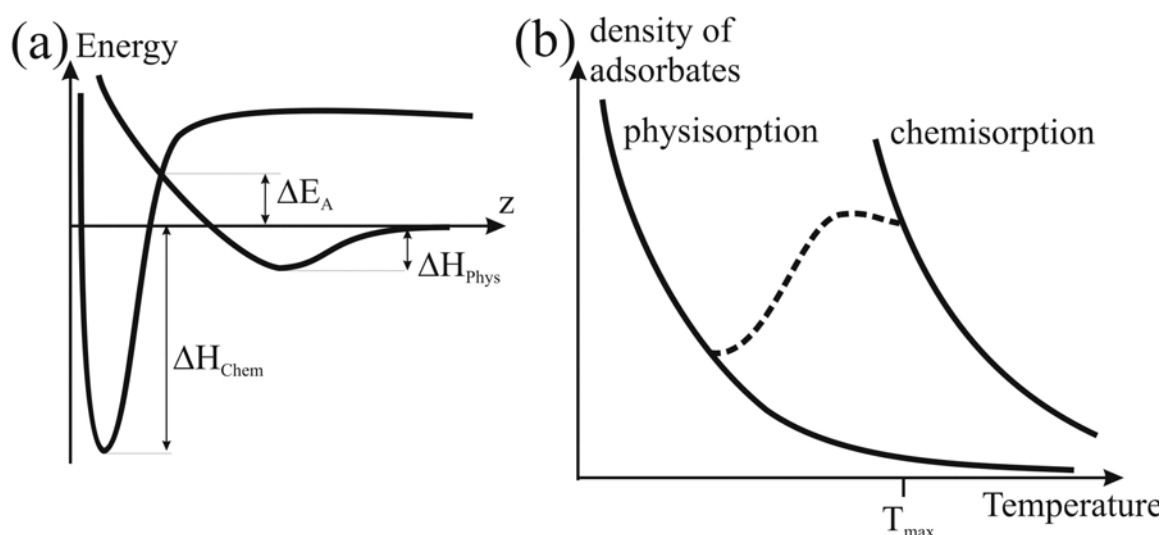 (a)
Energy
z
ΔE_A
ΔH_Phys
ΔH_Chem
(b)
density of
adsorbates
physisorption
chemisorption
Temperature
T_max